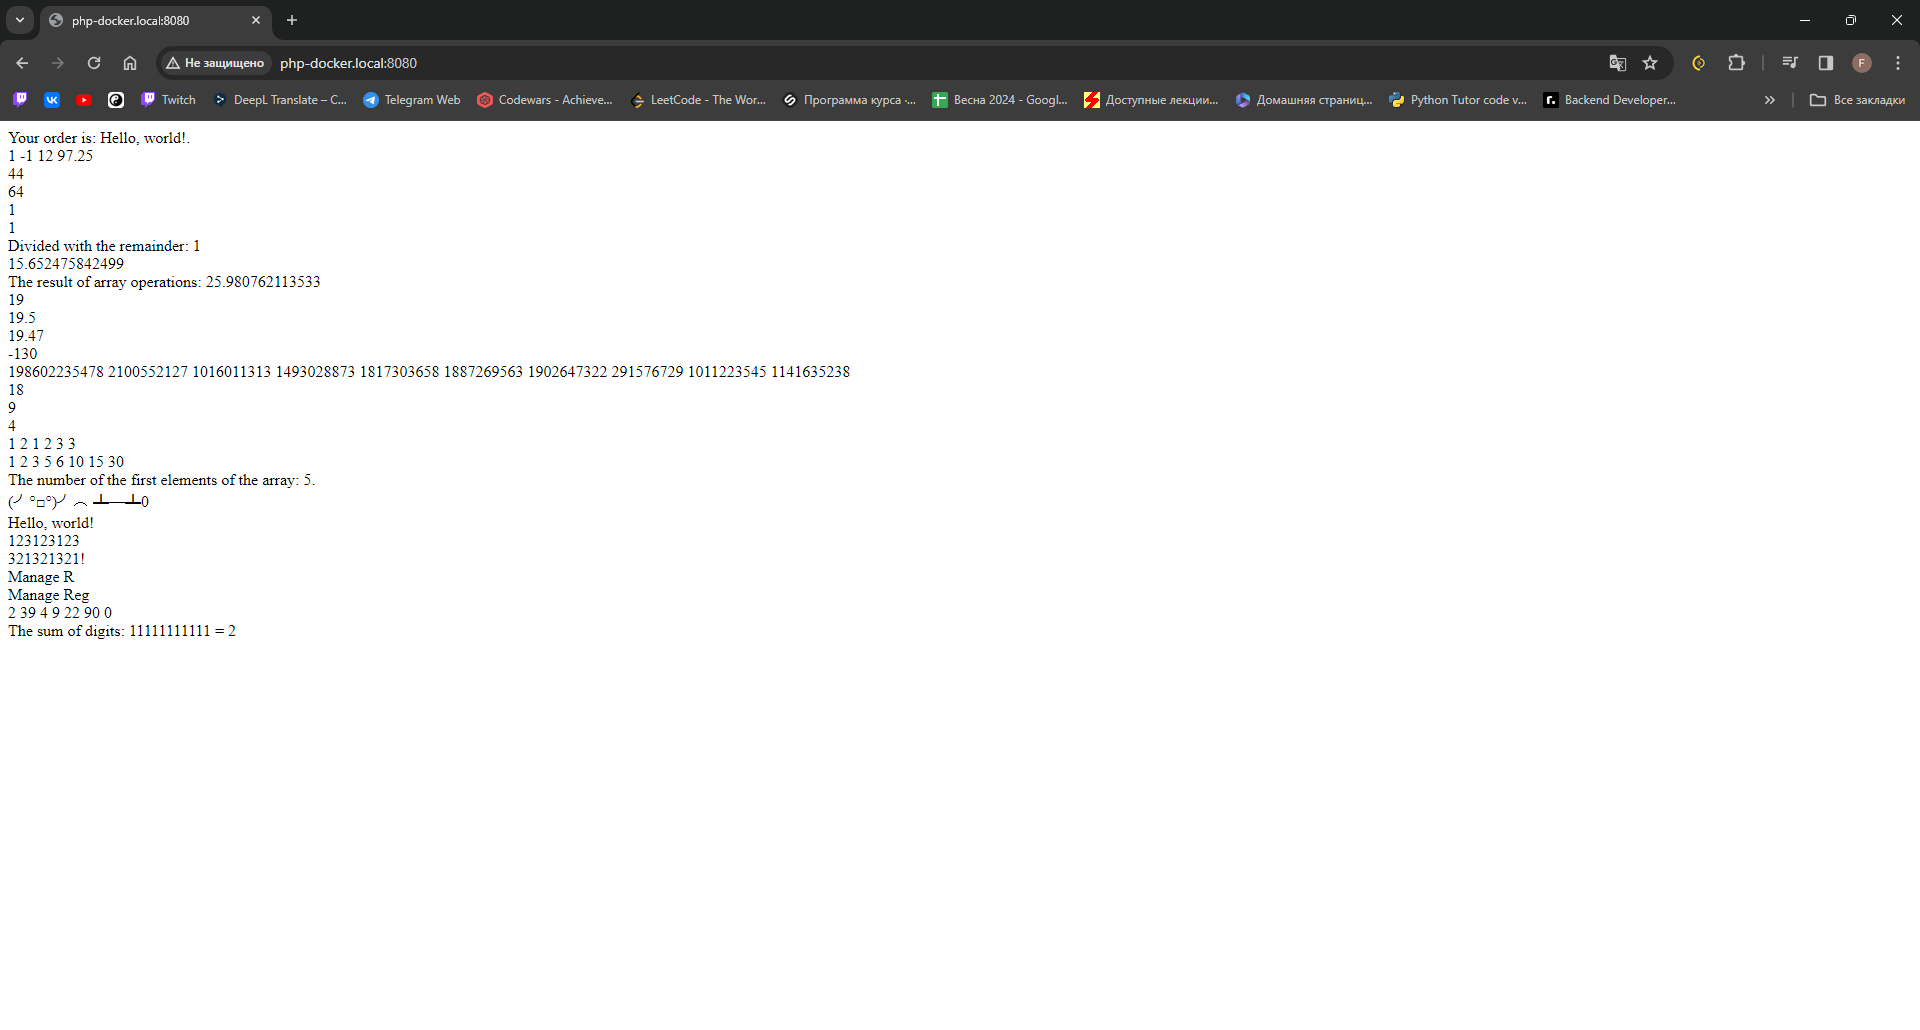 php-docker.local:8080
Не защищено php-docker.local:8080 F
Twitch DeepL Translate – C... Telegram Web Codewars - Achieve... LeetCode - The Wor... Программа курса -... Весна 2024 - Googl... Доступные лекции... Домашняя страниц... Python Tutor code v... r. Backend Developer... » Все закладки
Your order is: Hello, world!.
1 -1 12 97.25
44
64
1
1
Divided with the remainder: 1
15.652475842499
The result of array operations: 25.980762113533
19
19.5
19.47
-130
198602235478 2100552127 1016011313 1493028873 1817303658 1887269563 1902647322 291576729 1011223545 1141635238
18
9
4
1 2 1 2 3 3
1 2 3 5 6 10 15 30
The number of the first elements of the array: 5.
(╯°□°)╯︵ ┻━┻0
Hello, world!
123123123
321321321!
Manage R
Manage Reg
2 39 4 9 22 90 0
The sum of digits: 11111111111 = 2